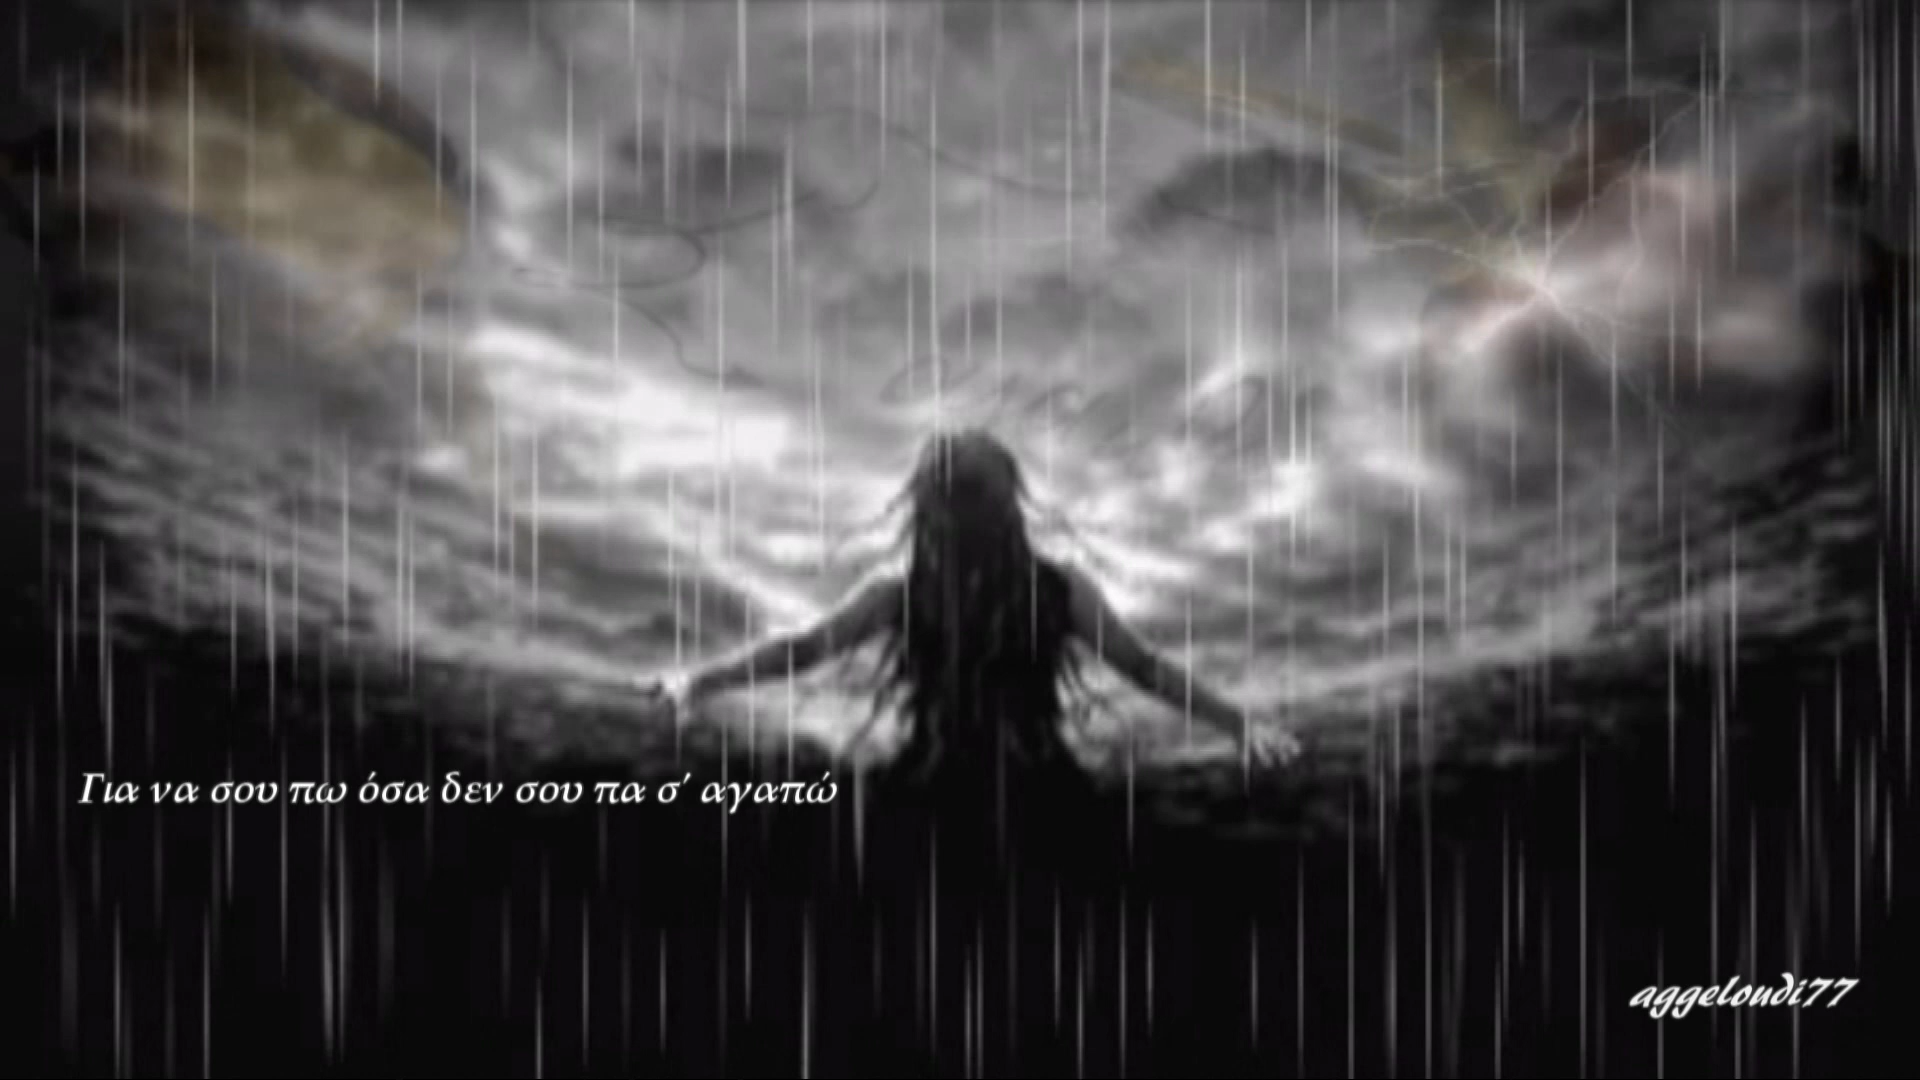 Για να σου πω όσα δεν σου πα σ' αγαπώ
aggeloudi77